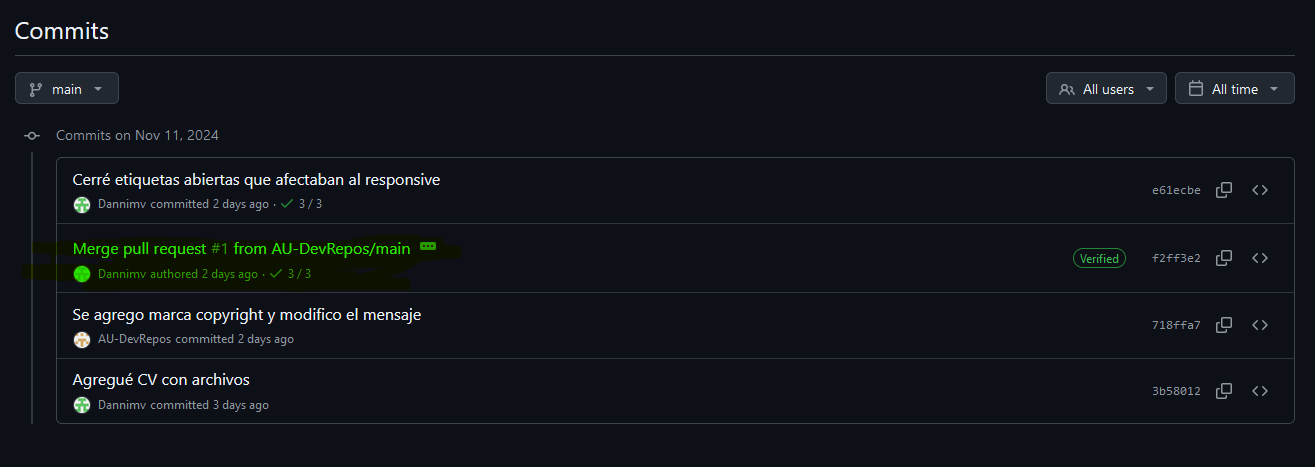 Commits
main
All users
All time
Commits on Nov 11, 2024
Cerré etiquetas abiertas que afectaban al responsive
e61ecbe
Dannimv committed 2 days ago · 3 / 3
Merge pull request #1 from AU-DevRepos/main
Verified
f2ff3e2
Dannimv authored 2 days ago · 3 / 3
Se agrego marca copyright y modifico el mensaje
718ffa7
AU-DevRepos committed 2 days ago
Agregué CV con archivos
3b58012
Dannimv committed 3 days ago